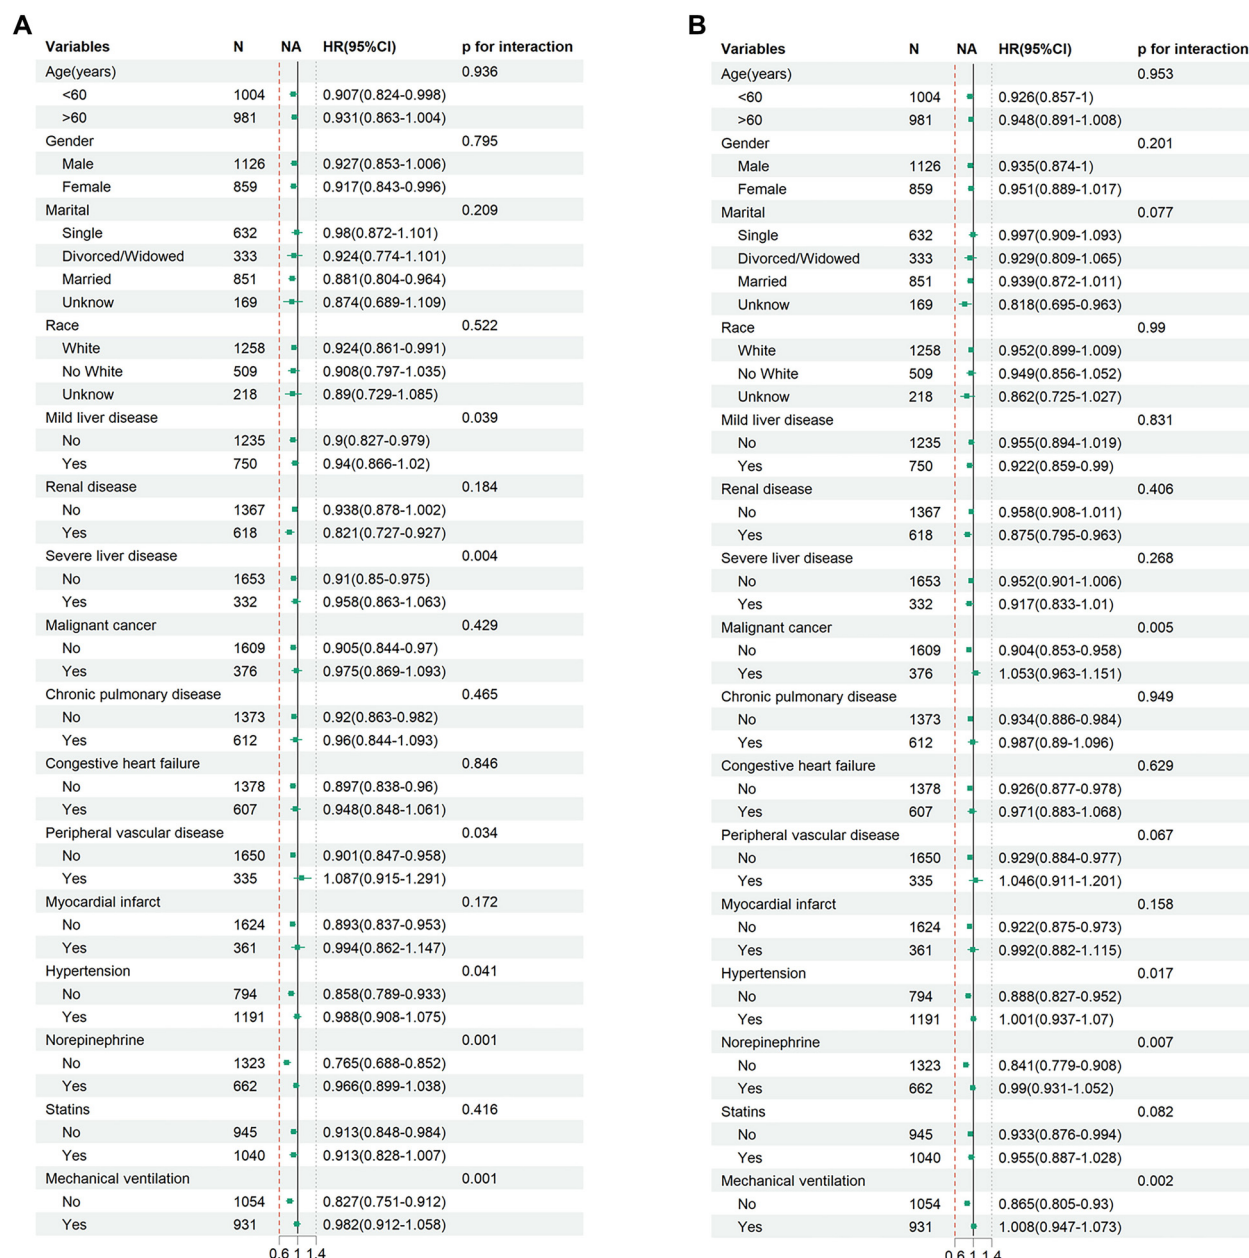 A
Variables N NA HR(95%CI) p for interaction
Age(years) 0.936
<60 1004 0.907(0.824-0.998)
>60 981 0.931(0.863-1.004)
Gender 0.795
Male 1126 0.927(0.853-1.006)
Female 859 0.917(0.843-0.996)
Marital 0.209
Single 632 0.98(0.872-1.101)
Divorced/Widowed 333 0.924(0.774-1.101)
Married 851 0.881(0.804-0.964)
Unknow 169 0.874(0.689-1.109)
Race 0.522
White 1258 0.924(0.861-0.991)
No White 509 0.908(0.797-1.035)
Unknow 218 0.89(0.729-1.085)
Mild liver disease 0.039
No 1235 0.9(0.827-0.979)
Yes 750 0.94(0.866-1.02)
Renal disease 0.184
No 1367 0.938(0.878-1.002)
Yes 618 0.821(0.727-0.927)
Severe liver disease 0.004
No 1653 0.91(0.85-0.975)
Yes 332 0.958(0.863-1.063)
Malignant cancer 0.429
No 1609 0.905(0.844-0.97)
Yes 376 0.975(0.869-1.093)
Chronic pulmonary disease 0.465
No 1373 0.92(0.863-0.982)
Yes 612 0.96(0.844-1.093)
Congestive heart failure 0.846
No 1378 0.897(0.838-0.96)
Yes 607 0.948(0.848-1.061)
Peripheral vascular disease 0.034
No 1650 0.901(0.847-0.958)
Yes 335 1.087(0.915-1.291)
Myocardial infarct 0.172
No 1624 0.893(0.837-0.953)
Yes 361 0.994(0.862-1.147)
Hypertension 0.041
No 794 0.858(0.789-0.933)
Yes 1191 0.988(0.908-1.075)
Norepinephrine 0.001
No 1323 0.765(0.688-0.852)
Yes 662 0.966(0.899-1.038)
Statins 0.416
No 945 0.913(0.848-0.984)
Yes 1040 0.913(0.828-1.007)
Mechanical ventilation 0.001
No 1054 0.827(0.751-0.912)
Yes 931 0.982(0.912-1.058)
0.6 1 1.4
B
Variables N NA HR(95%CI) p for interaction
Age(years) 0.953
<60 1004 0.926(0.857-1)
>60 981 0.948(0.891-1.008)
Gender 0.201
Male 1126 0.935(0.874-1)
Female 859 0.951(0.889-1.017)
Marital 0.077
Single 632 0.997(0.909-1.093)
Divorced/Widowed 333 0.929(0.809-1.065)
Married 851 0.939(0.872-1.011)
Unknow 169 0.818(0.695-0.963)
Race 0.99
White 1258 0.952(0.899-1.009)
No White 509 0.949(0.856-1.052)
Unknow 218 0.862(0.725-1.027)
Mild liver disease 0.831
No 1235 0.955(0.894-1.019)
Yes 750 0.922(0.859-0.99)
Renal disease 0.406
No 1367 0.958(0.908-1.011)
Yes 618 0.875(0.795-0.963)
Severe liver disease 0.268
No 1653 0.952(0.901-1.006)
Yes 332 0.917(0.833-1.01)
Malignant cancer 0.005
No 1609 0.904(0.853-0.958)
Yes 376 1.053(0.963-1.151)
Chronic pulmonary disease 0.949
No 1373 0.934(0.886-0.984)
Yes 612 0.987(0.89-1.096)
Congestive heart failure 0.629
No 1378 0.926(0.877-0.978)
Yes 607 0.971(0.883-1.068)
Peripheral vascular disease 0.067
No 1650 0.929(0.884-0.977)
Yes 335 1.046(0.911-1.201)
Myocardial infarct 0.158
No 1624 0.922(0.875-0.973)
Yes 361 0.992(0.882-1.115)
Hypertension 0.017
No 794 0.888(0.827-0.952)
Yes 1191 1.001(0.937-1.07)
Norepinephrine 0.007
No 1323 0.841(0.779-0.908)
Yes 662 0.99(0.931-1.052)
Statins 0.082
No 945 0.933(0.876-0.994)
Yes 1040 0.955(0.887-1.028)
Mechanical ventilation 0.002
No 1054 0.865(0.805-0.93)
Yes 931 1.008(0.947-1.073)
0.6 1 1.4